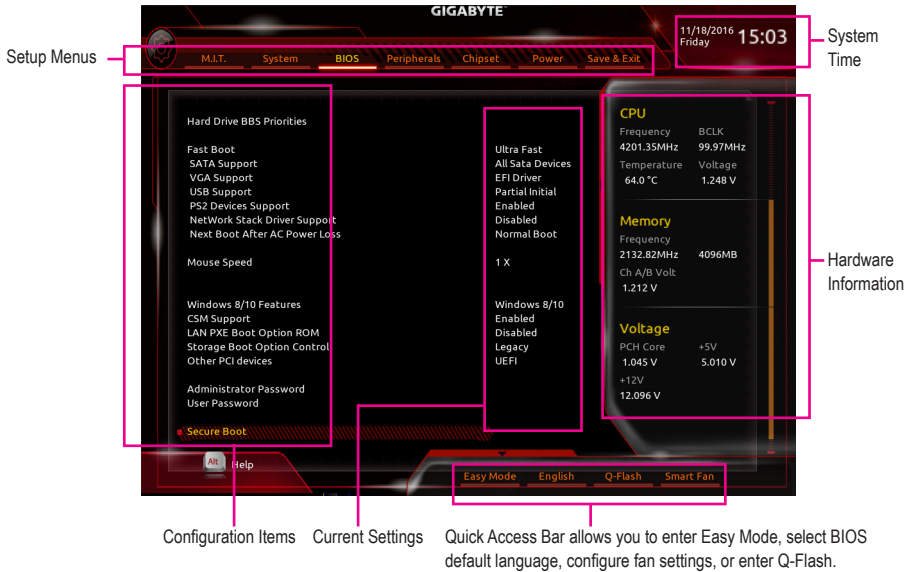 GIGABYTE™
11/18/2016
Friday
15:03
System
Time
Setup Menus
M.I.T. System BIOS Peripherals Chipset Power Save & Exit
Hard Drive BBS Priorities
Fast Boot Ultra Fast
SATA Support All Sata Devices
VGA Support EFI Driver
USB Support Partial Initial
PS2 Devices Support Enabled
NetWork Stack Driver Support Disabled
Next Boot After AC Power Loss Normal Boot
Mouse Speed 1 X
Windows 8/10 Features Windows 8/10
CSM Support Enabled
LAN PXE Boot Option ROM Disabled
Storage Boot Option Control Legacy
Other PCI devices UEFI
Administrator Password
User Password
Secure Boot
CPU
Frequency BCLK
4201.35MHz 99.97MHz
Temperature Voltage
64.0 °C 1.248 V
Memory
Frequency
2132.82MHz 4096MB
Ch A/B Volt
1.212 V
Voltage
PCH Core +5V
1.045 V 5.010 V
+12V
12.096 V
Hardware
Information
Alt Help
Easy Mode English Q-Flash Smart Fan
Configuration Items
Current Settings
Quick Access Bar allows you to enter Easy Mode, select BIOS
default language, configure fan settings, or enter Q-Flash.